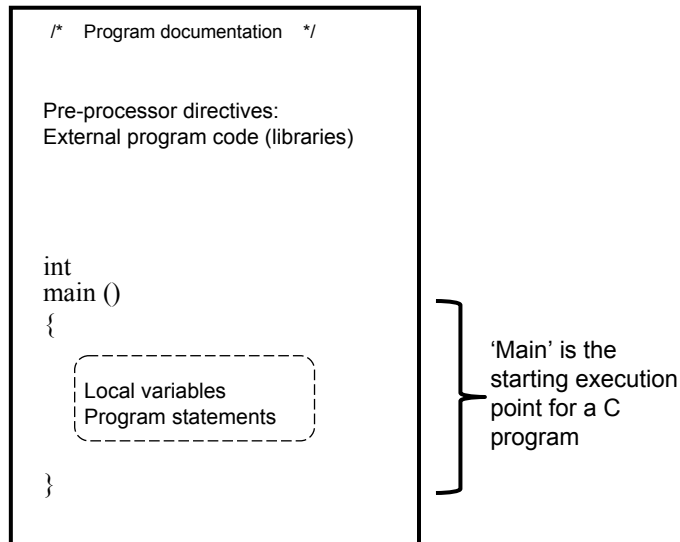 /* Program documentation */
Pre-processor directives:
External program code (libraries)
int
main ()
{
Local variables
Program statements
}
‘Main’ is the
starting execution
point for a C
program